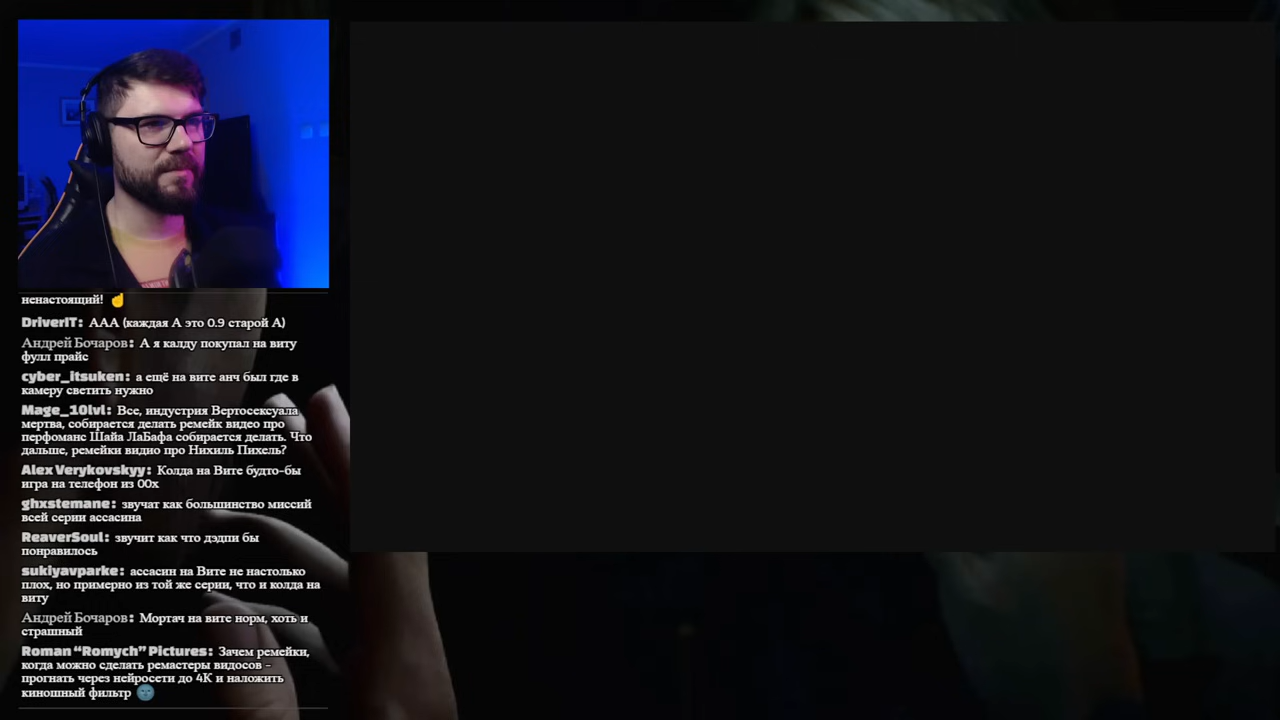 ненастоящий! ☝
DriverIT: ААА (каждая А это 0.9 старой А)
Андрей Бочаров: А я калду покупал на виту
фулл прайс
cyber_itsuken: а ещё на вите анч был где в
камеру светить нужно
Mage_10lvl: Все, индустрия Вертосексуала
мертва, собирается делать ремейк видео про
перфоманс Шайа ЛаБафа собирается делать. Что
дальше, ремейки видио про Нихиль Пихель?
Alex Verykovskyy: Колда на Вите будто-бы
игра на телефон из 00х
ghxstemane: звучат как большинство миссий
всей серии ассасина
ReaverSoul: звучит как что дэдпи бы
понравилось
sukiyavparke: ассасин на Вите не настолько
плох, но примерно из той же серии, что и колда на
виту
Андрей Бочаров: Мортач на вите норм, хоть и
страшный
Roman “Romych” Pictures: Зачем ремейки,
когда можно сделать ремастеры видосов -
прогнать через нейросети до 4К и наложить
киношный фильтр 🌚